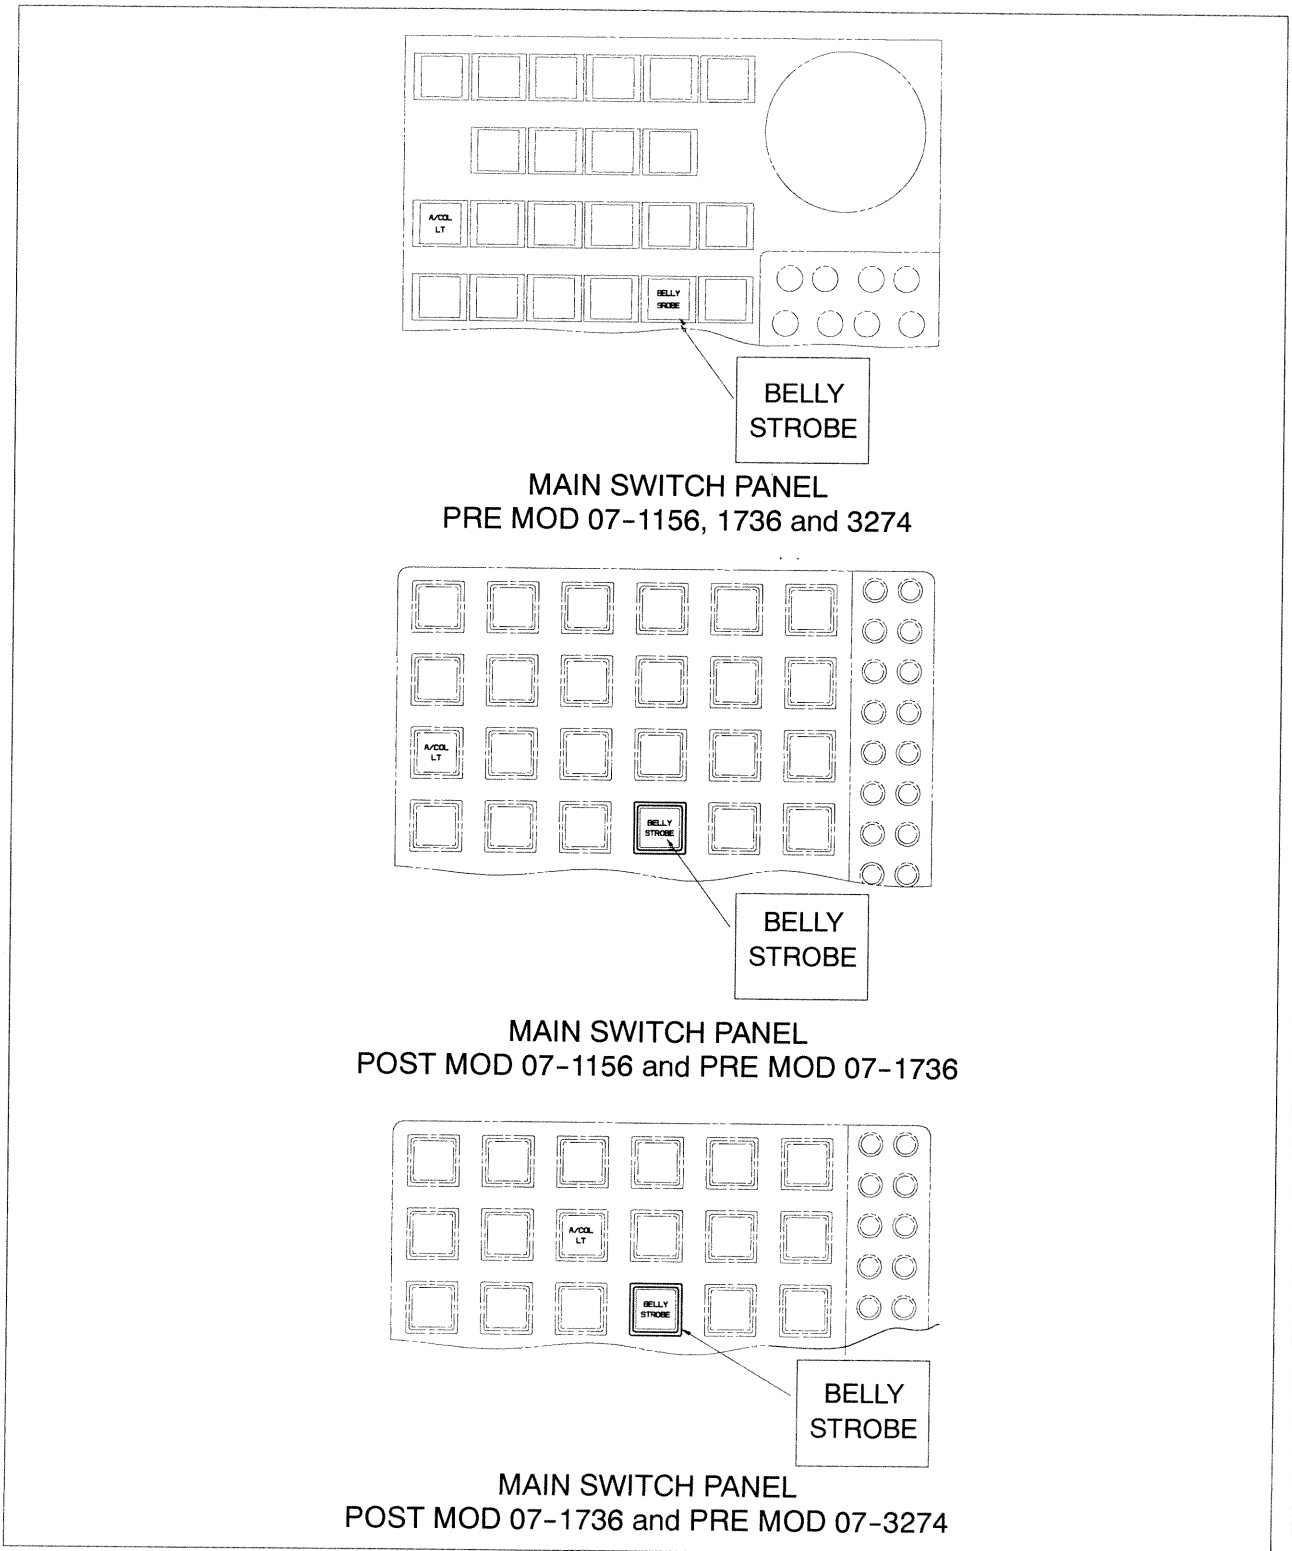 A/COL
LT
BELLY
SROBE
BELLY
STROBE
MAIN SWITCH PANEL
PRE MOD 07-1156, 1736 and 3274
A/COL
LT
BELLY
STROBE
BELLY
STROBE
MAIN SWITCH PANEL
POST MOD 07-1156 and PRE MOD 07-1736
A/COL
LT
BELLY
STROBE
BELLY
STROBE
MAIN SWITCH PANEL
POST MOD 07-1736 and PRE MOD 07-3274